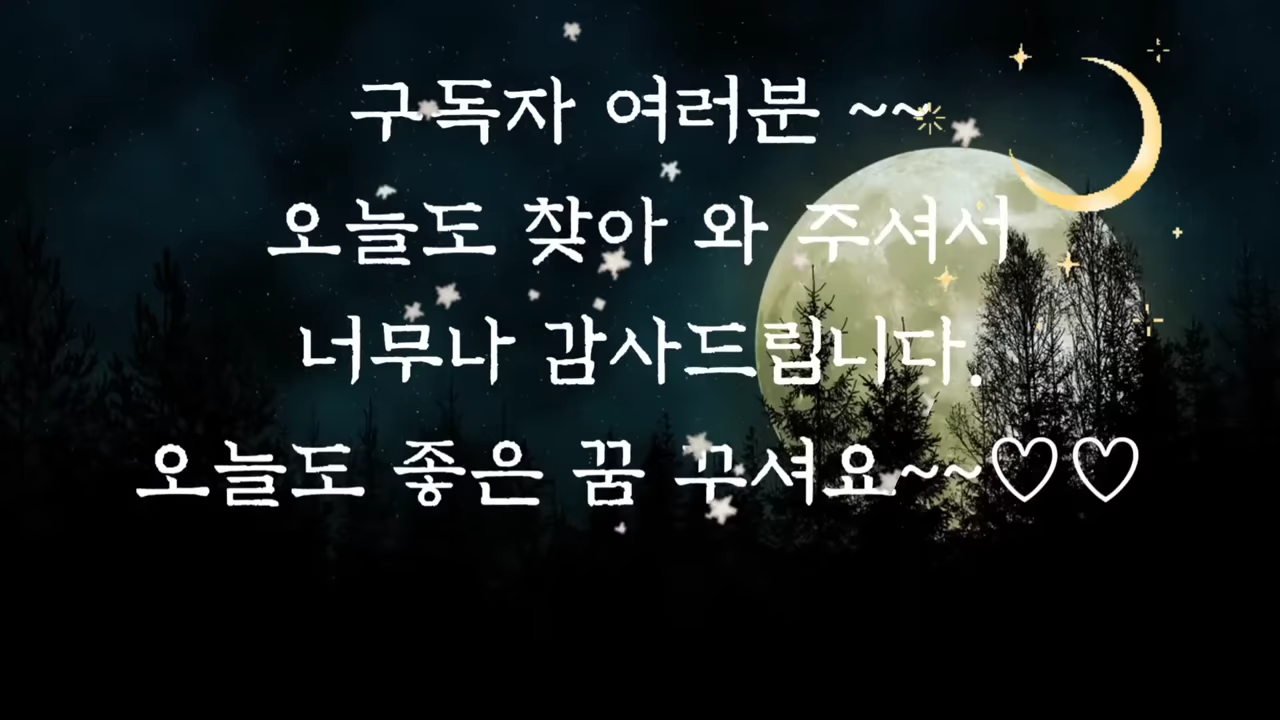 구독자 여러분 ~~
오늘도 찾아 와 주셔서
너무나 감사드립니다.
오늘도 좋은 꿈 꾸셔요~~♡♡